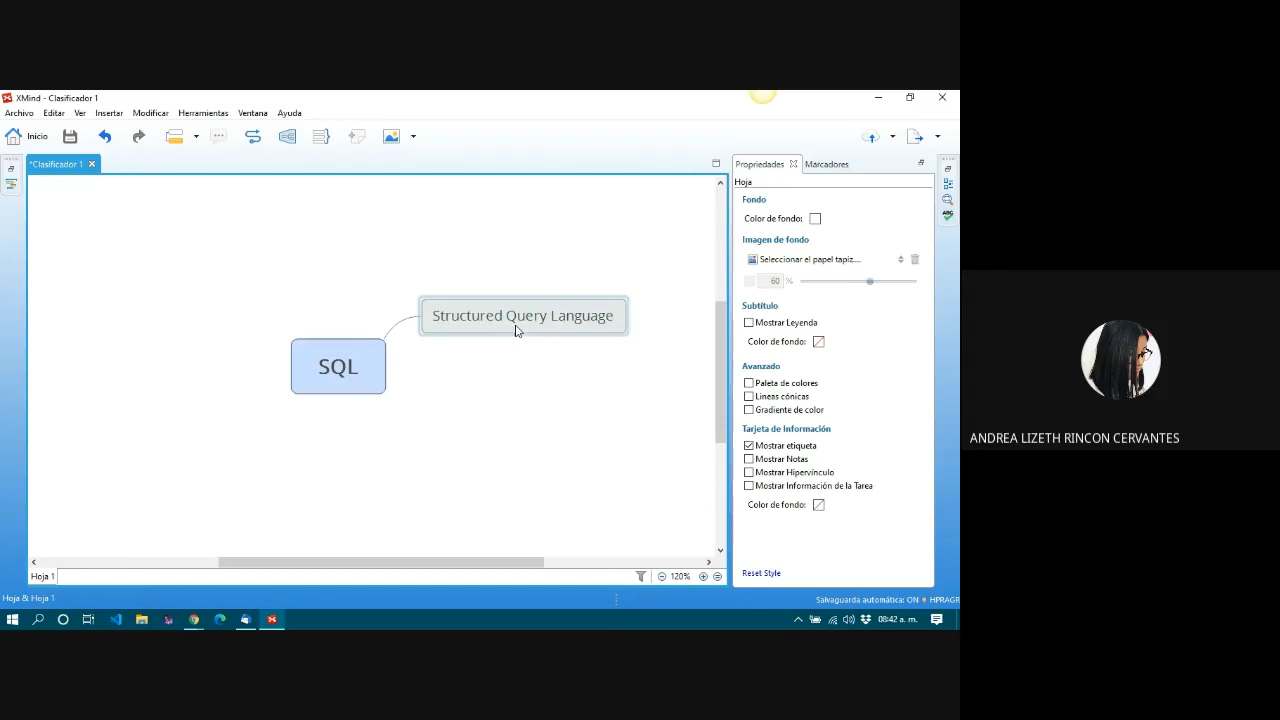 XMind - Clasificador 1
Archivo Editar Ver Insertar Modificar Herramientas Ventana Ayuda
Inicio
*Clasificador 1
Propiedades
Marcadores
Hoja
Fondo
Color de fondo:
Imagen de fondo
Seleccionar el papel tapiz....
60 %
Subtítulo
Mostrar Leyenda
Color de fondo:
Avanzado
Paleta de colores
Lineas cónicas
Gradiente de color
Tarjeta de Información
Mostrar etiqueta
Mostrar Notas
Mostrar Hipervínculo
Mostrar Información de la Tarea
Color de fondo:
Reset Style
Structured Query Language
SQL
ANDREA LIZETH RINCON CERVANTES
Hoja 1
120%
Hoja & Hoja 1
Salvaguarda automática: ON HPRAGR
08:42 a. m.